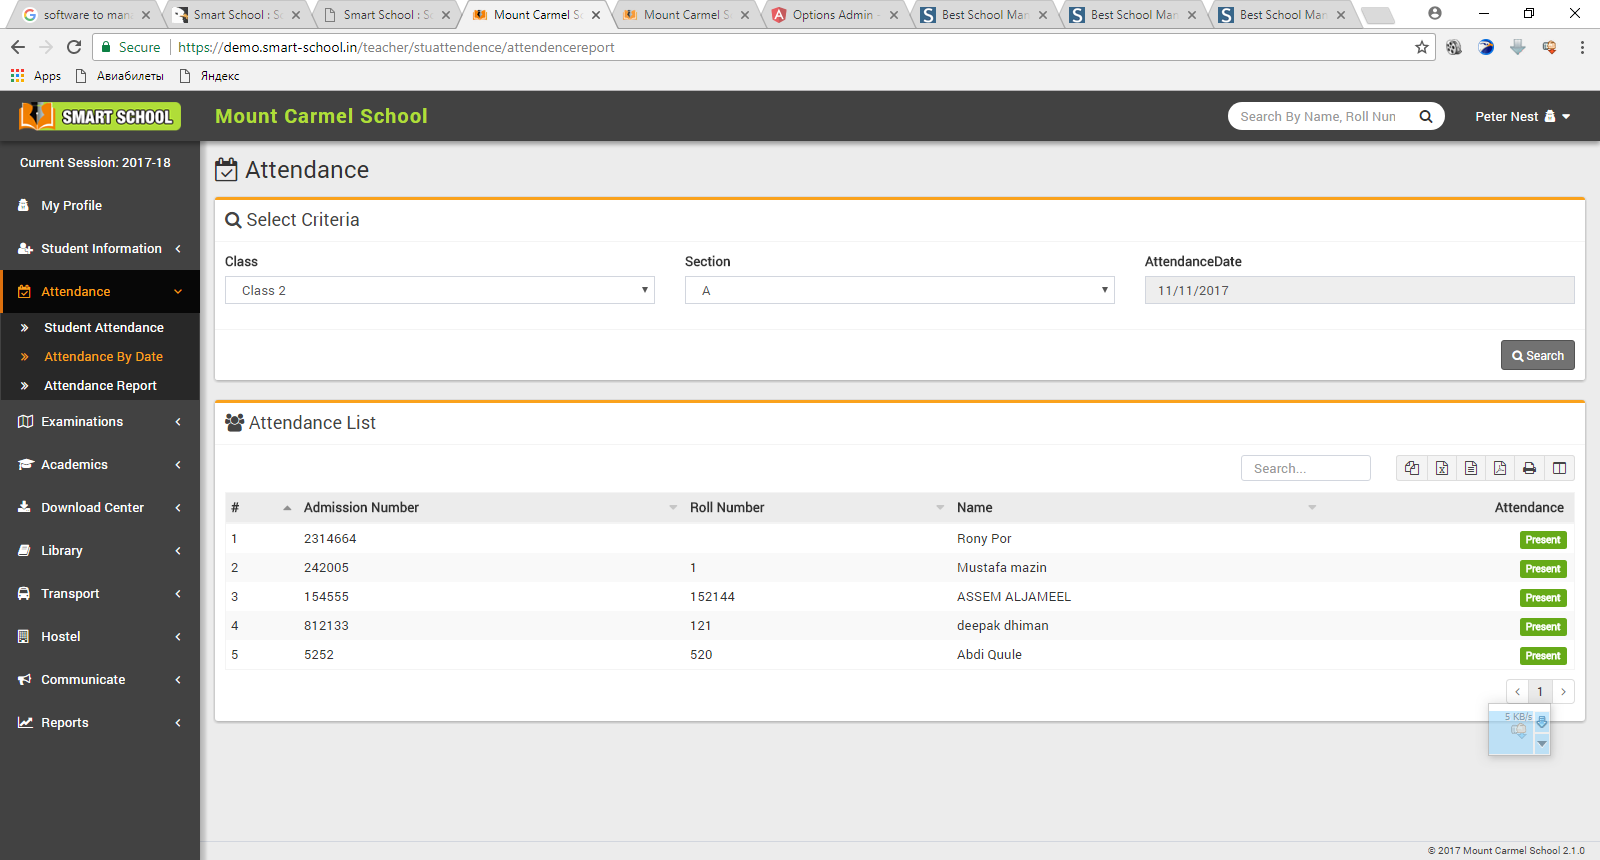 software to man
Smart School : S
Smart School : S
Mount Carmel S
Mount Carmel S
Options Admin -
Best School Man
Best School Man
Best School Man
Secure
https://demo.smart-school.in/teacher/stuattendence/attendencereport
Apps
Авиабилеты
Яндекс
SMART SCHOOL
Mount Carmel School
Search By Name, Roll Num
Peter Nest
Current Session: 2017-18
My Profile
Student Information
Attendance
Student Attendance
Attendance By Date
Attendance Report
Examinations
Academics
Download Center
Library
Transport
Hostel
Communicate
Reports
Attendance
Select Criteria
Class
Section
AttendanceDate
Class 2
A
11/11/2017
Search
Attendance List
Search...
# Admission Number Roll Number Name Attendance
1 2314664 Rony Por Present
2 242005 1 Mustafa mazin Present
3 154555 152144 ASSEM ALJAMEEL Present
4 812133 121 deepak dhiman Present
5 5252 520 Abdi Quule Present
1
5 KB/s
© 2017 Mount Carmel School 2.1.0